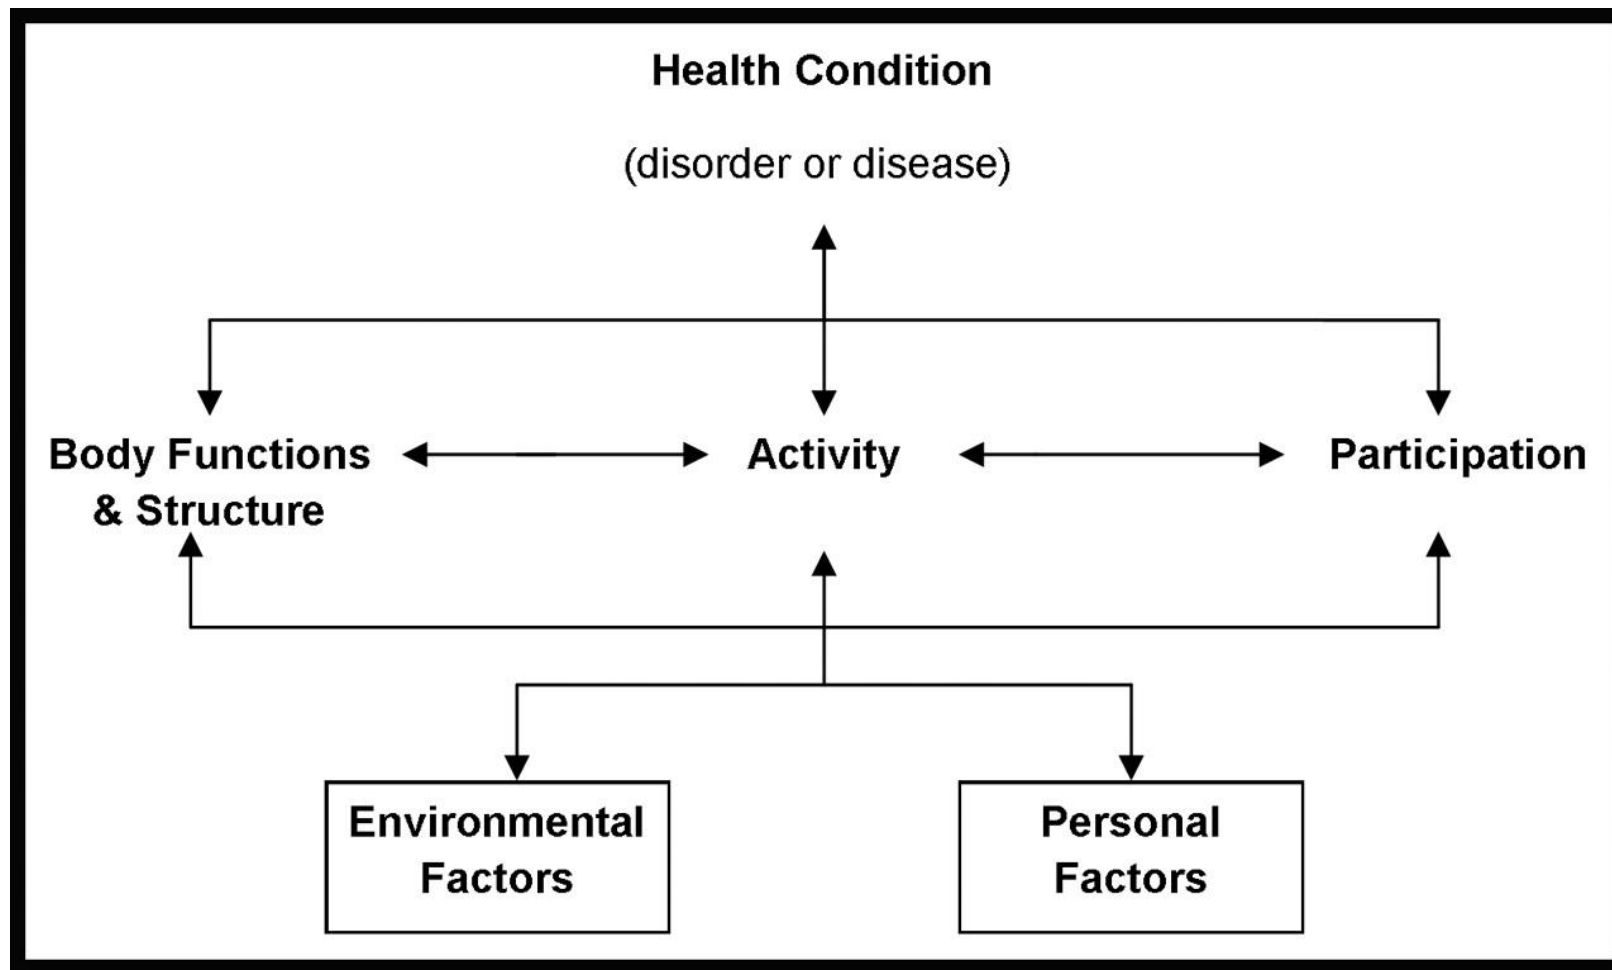 Health Condition
(disorder or disease)
Body Functions
& Structure
Activity
Participation
Environmental
Factors
Personal
Factors